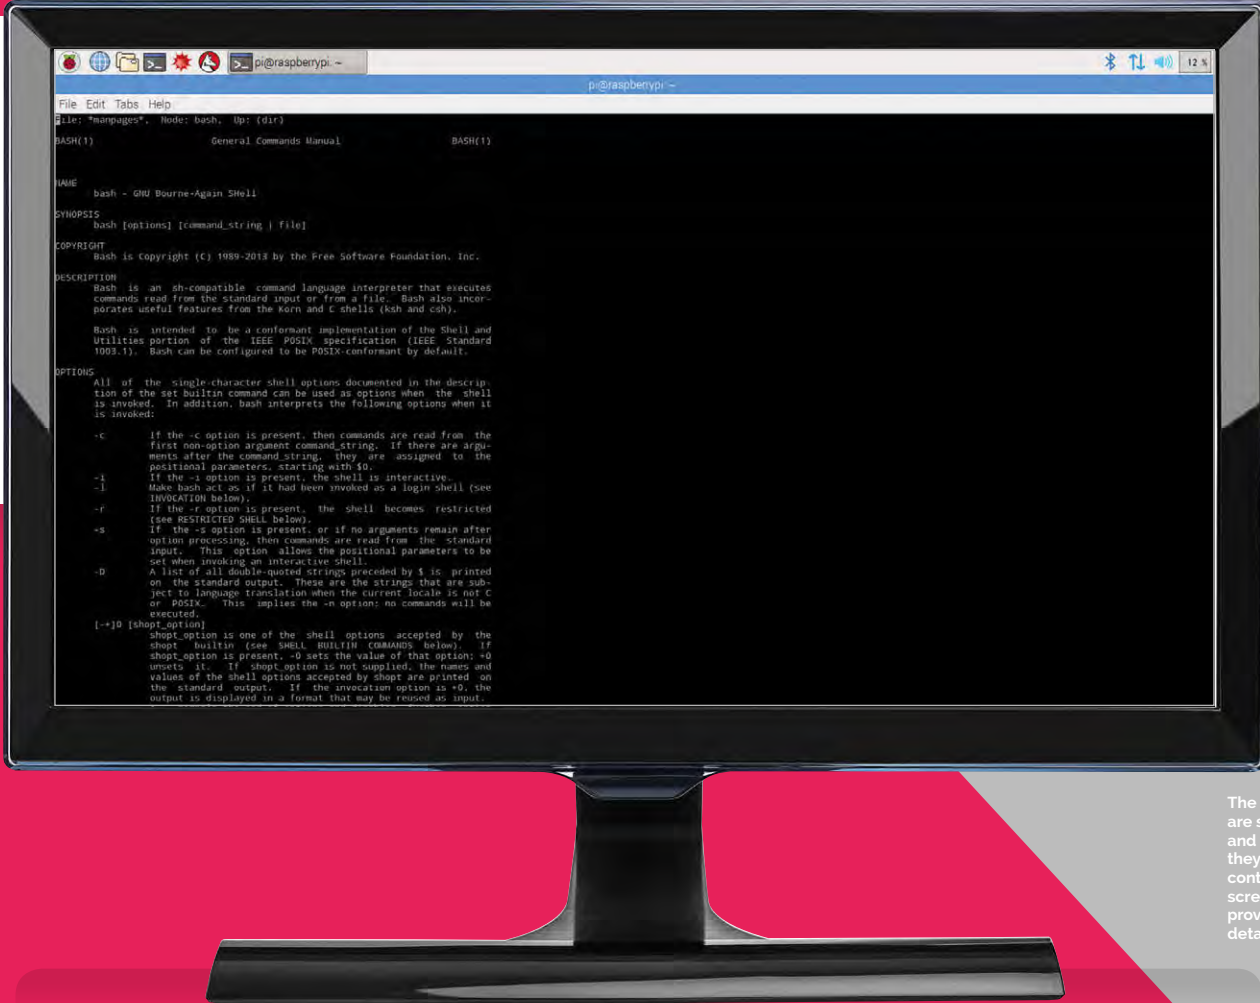 pi@raspberrypi: ~
12 %
pi@raspberrypi: ~
File Edit Tabs Help
File: *manpages*, Node: bash, Up: (dir)
BASH(1) General Commands Manual BASH(1)
NAME
bash - GNU Bourne-Again SHell
SYNOPSIS
bash [options] [command_string | file]
COPYRIGHT
Bash is Copyright (C) 1989-2013 by the Free Software Foundation, Inc.
DESCRIPTION
Bash is an sh-compatible command language interpreter that executes
commands read from the standard input or from a file. Bash also incor-
porates useful features from the Korn and C shells (ksh and csh).
Bash is intended to be a conformant implementation of the Shell and
Utilities portion of the IEEE POSIX specification (IEEE Standard
1003.1). Bash can be configured to be POSIX-conformant by default.
OPTIONS
All of the single-character shell options documented in the descrip-
tion of the set builtin command can be used as options when the shell
is invoked. In addition, bash interprets the following options when it
is invoked:
-c If the -c option is present, then commands are read from the
first non-option argument command_string. If there are argu-
ments after the command_string, they are assigned to the
positional parameters, starting with $0.
-i If the -i option is present, the shell is interactive.
-l Make bash act as if it had been invoked as a login shell (see
INVOCATION below).
-r If the -r option is present, the shell becomes restricted
(see RESTRICTED SHELL below).
-s If the -s option is present, or if no arguments remain after
option processing, then commands are read from the standard
input. This option allows the positional parameters to be
set when invoking an interactive shell.
-D A list of all double-quoted strings preceded by $ is printed
on the standard output. These are the strings that are sub-
ject to language translation when the current locale is not C
or POSIX. This implies the -n option; no commands will be
executed.
[-+]O [shopt_option]
shopt_option is one of the shell options accepted by the
shopt builtin (see SHELL BUILTIN COMMANDS below). If
shopt_option is present, -O sets the value of that option; +O
unsets it. If shopt_option is not supplied, the names and
values of the shell options accepted by shopt are printed on
the standard output. If the invocation option is +O, the
output is displayed in a format that may be reused as input.
The
are s
and
they
cont
scre
prov
deta